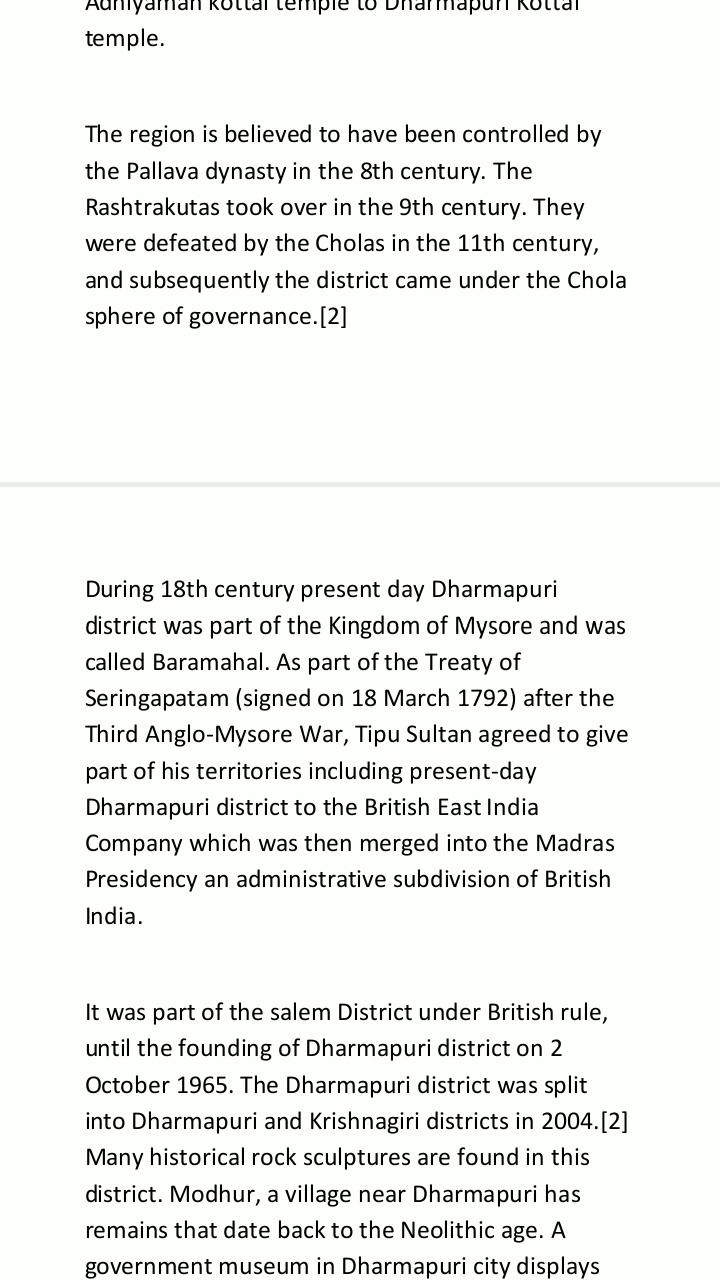 Adhiyaman kottai temple to Dharmapuri Kottai
temple.
The region is believed to have been controlled by
the Pallava dynasty in the 8th century. The
Rashtrakutas took over in the 9th century. They
were defeated by the Cholas in the 11th century,
and subsequently the district came under the Chola
sphere of governance.[2]
During 18th century present day Dharmapuri
district was part of the Kingdom of Mysore and was
called Baramahal. As part of the Treaty of
Seringapatam (signed on 18 March 1792) after the
Third Anglo-Mysore War, Tipu Sultan agreed to give
part of his territories including present-day
Dharmapuri district to the British East India
Company which was then merged into the Madras
Presidency an administrative subdivision of British
India.
It was part of the salem District under British rule,
until the founding of Dharmapuri district on 2
October 1965. The Dharmapuri district was split
into Dharmapuri and Krishnagiri districts in 2004.[2]
Many historical rock sculptures are found in this
district. Modhur, a village near Dharmapuri has
remains that date back to the Neolithic age. A
government museum in Dharmapuri city displays